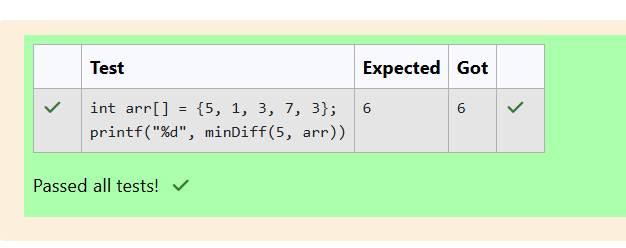 Test Expected Got
int arr[] = {5, 1, 3, 7, 3}; 6 6
printf("%d", minDiff(5, arr))
Passed all tests!